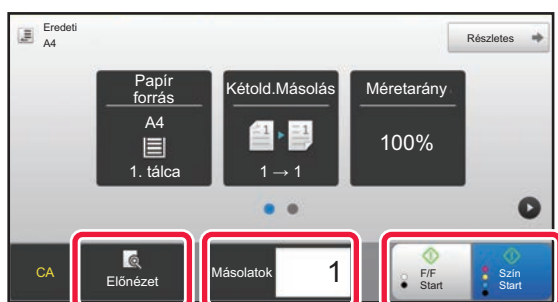 Eredeti
A4
Részletes
Papír
forrás
A4
1. tálca
Kétold.Másolás
1 → 1
Méretarány
100%
CA
Előnézet
Másolatok
1
F/F
Start
Szín
Start